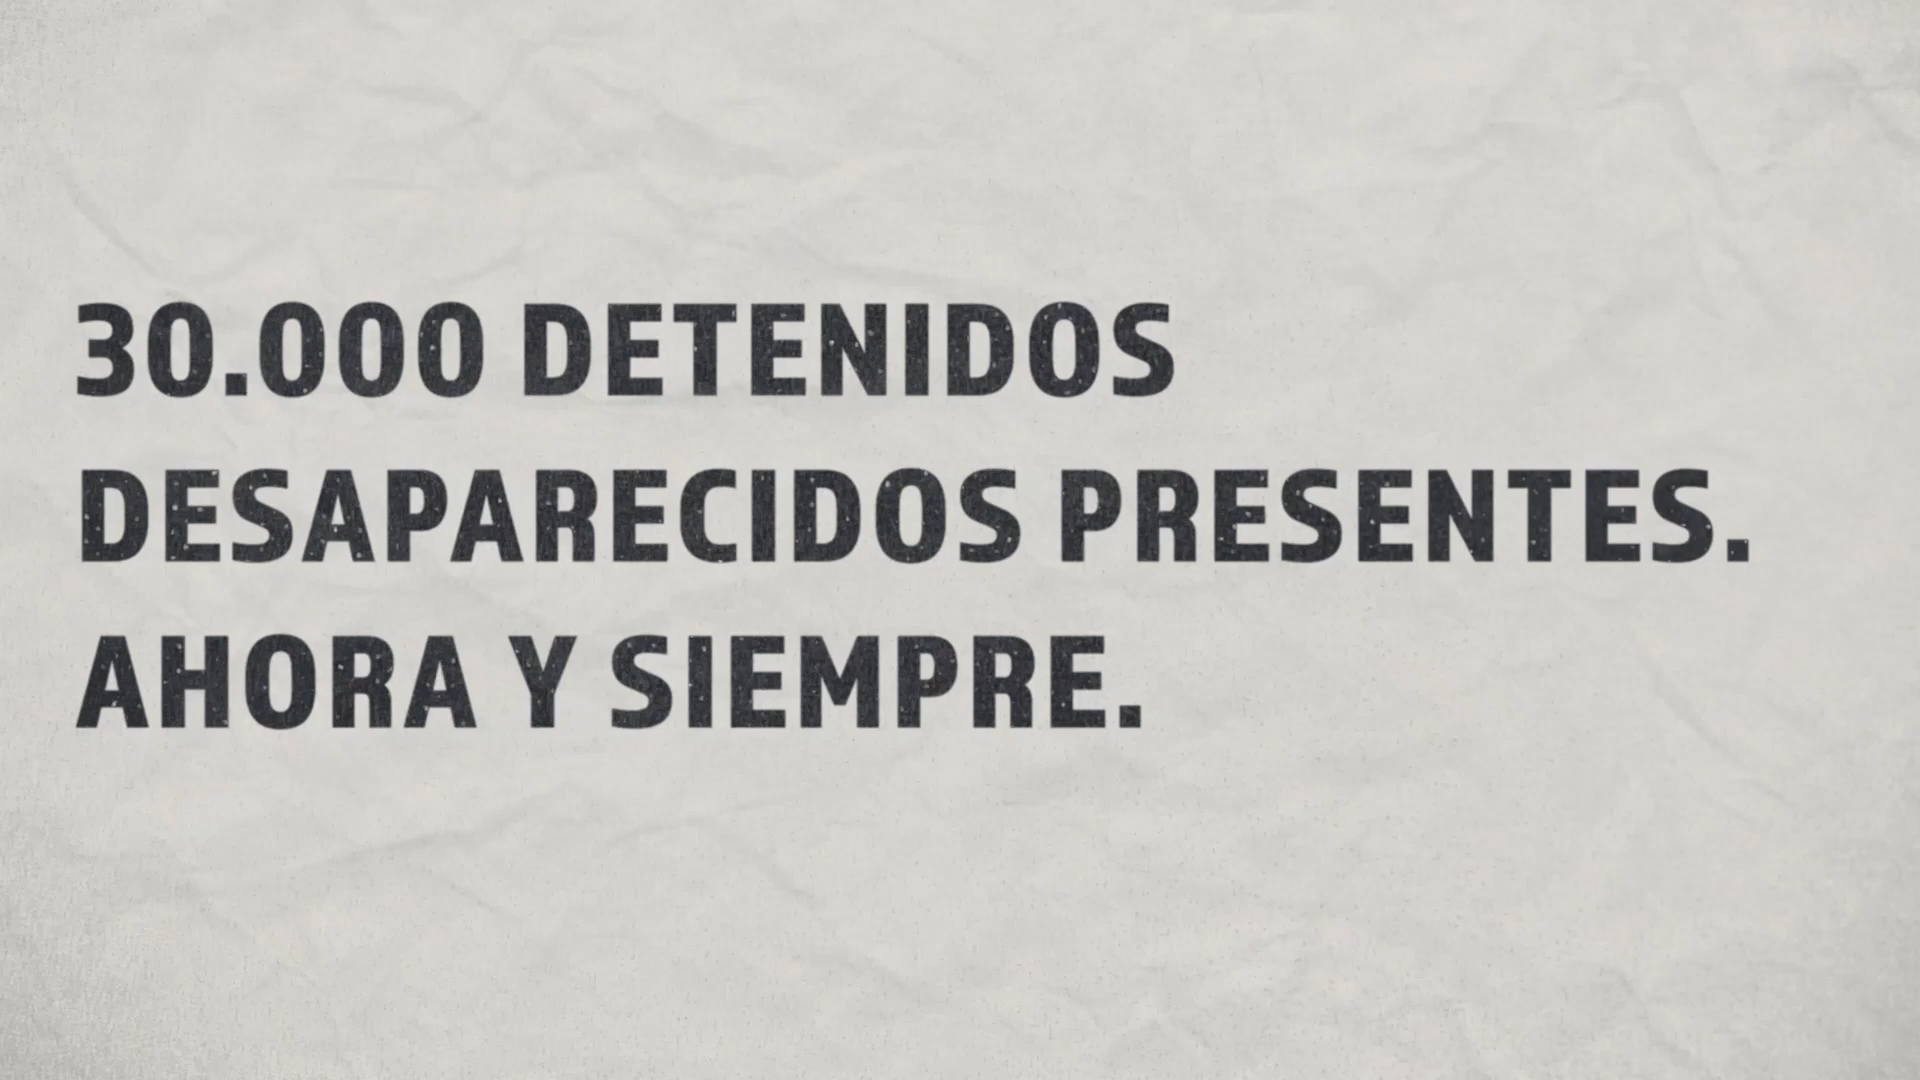 30.000 DETENIDOS
DESAPARECIDOS PRESENTES.
AHORA Y SIEMPRE.